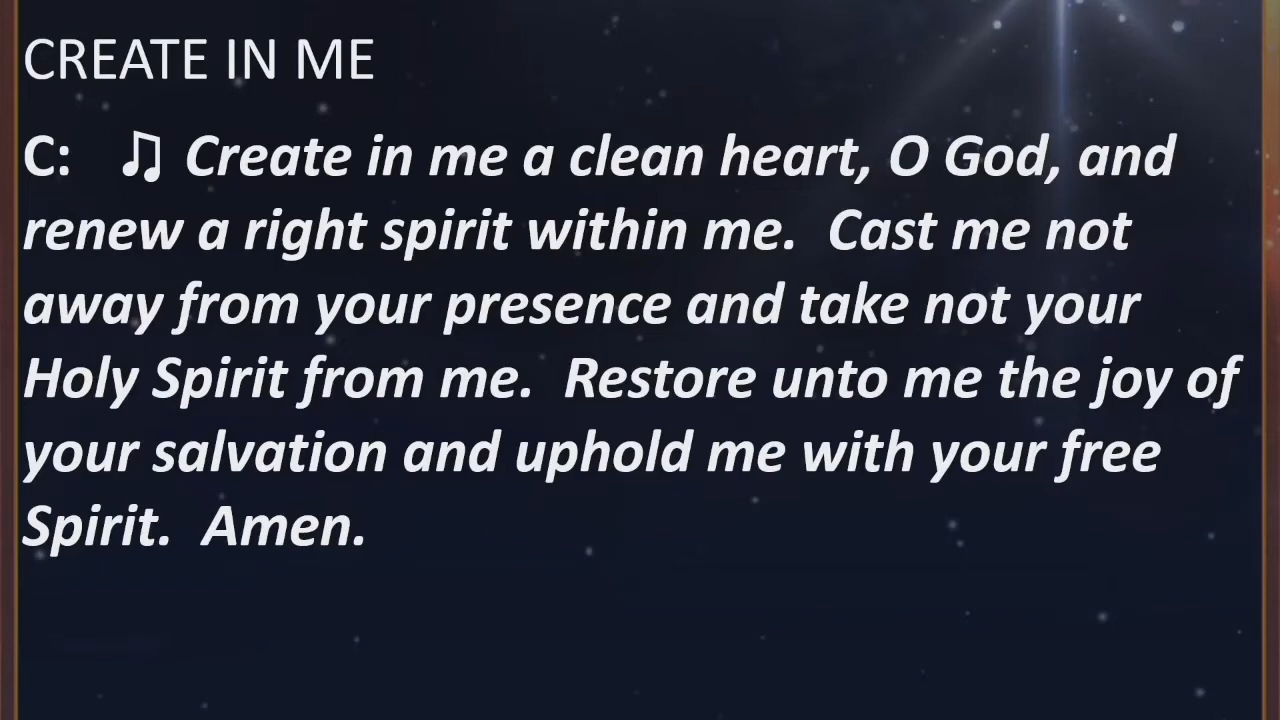 CREATE IN ME
C: ♫ Create in me a clean heart, O God, and
renew a right spirit within me. Cast me not
away from your presence and take not your
Holy Spirit from me. Restore unto me the joy of
your salvation and uphold me with your free
Spirit. Amen.